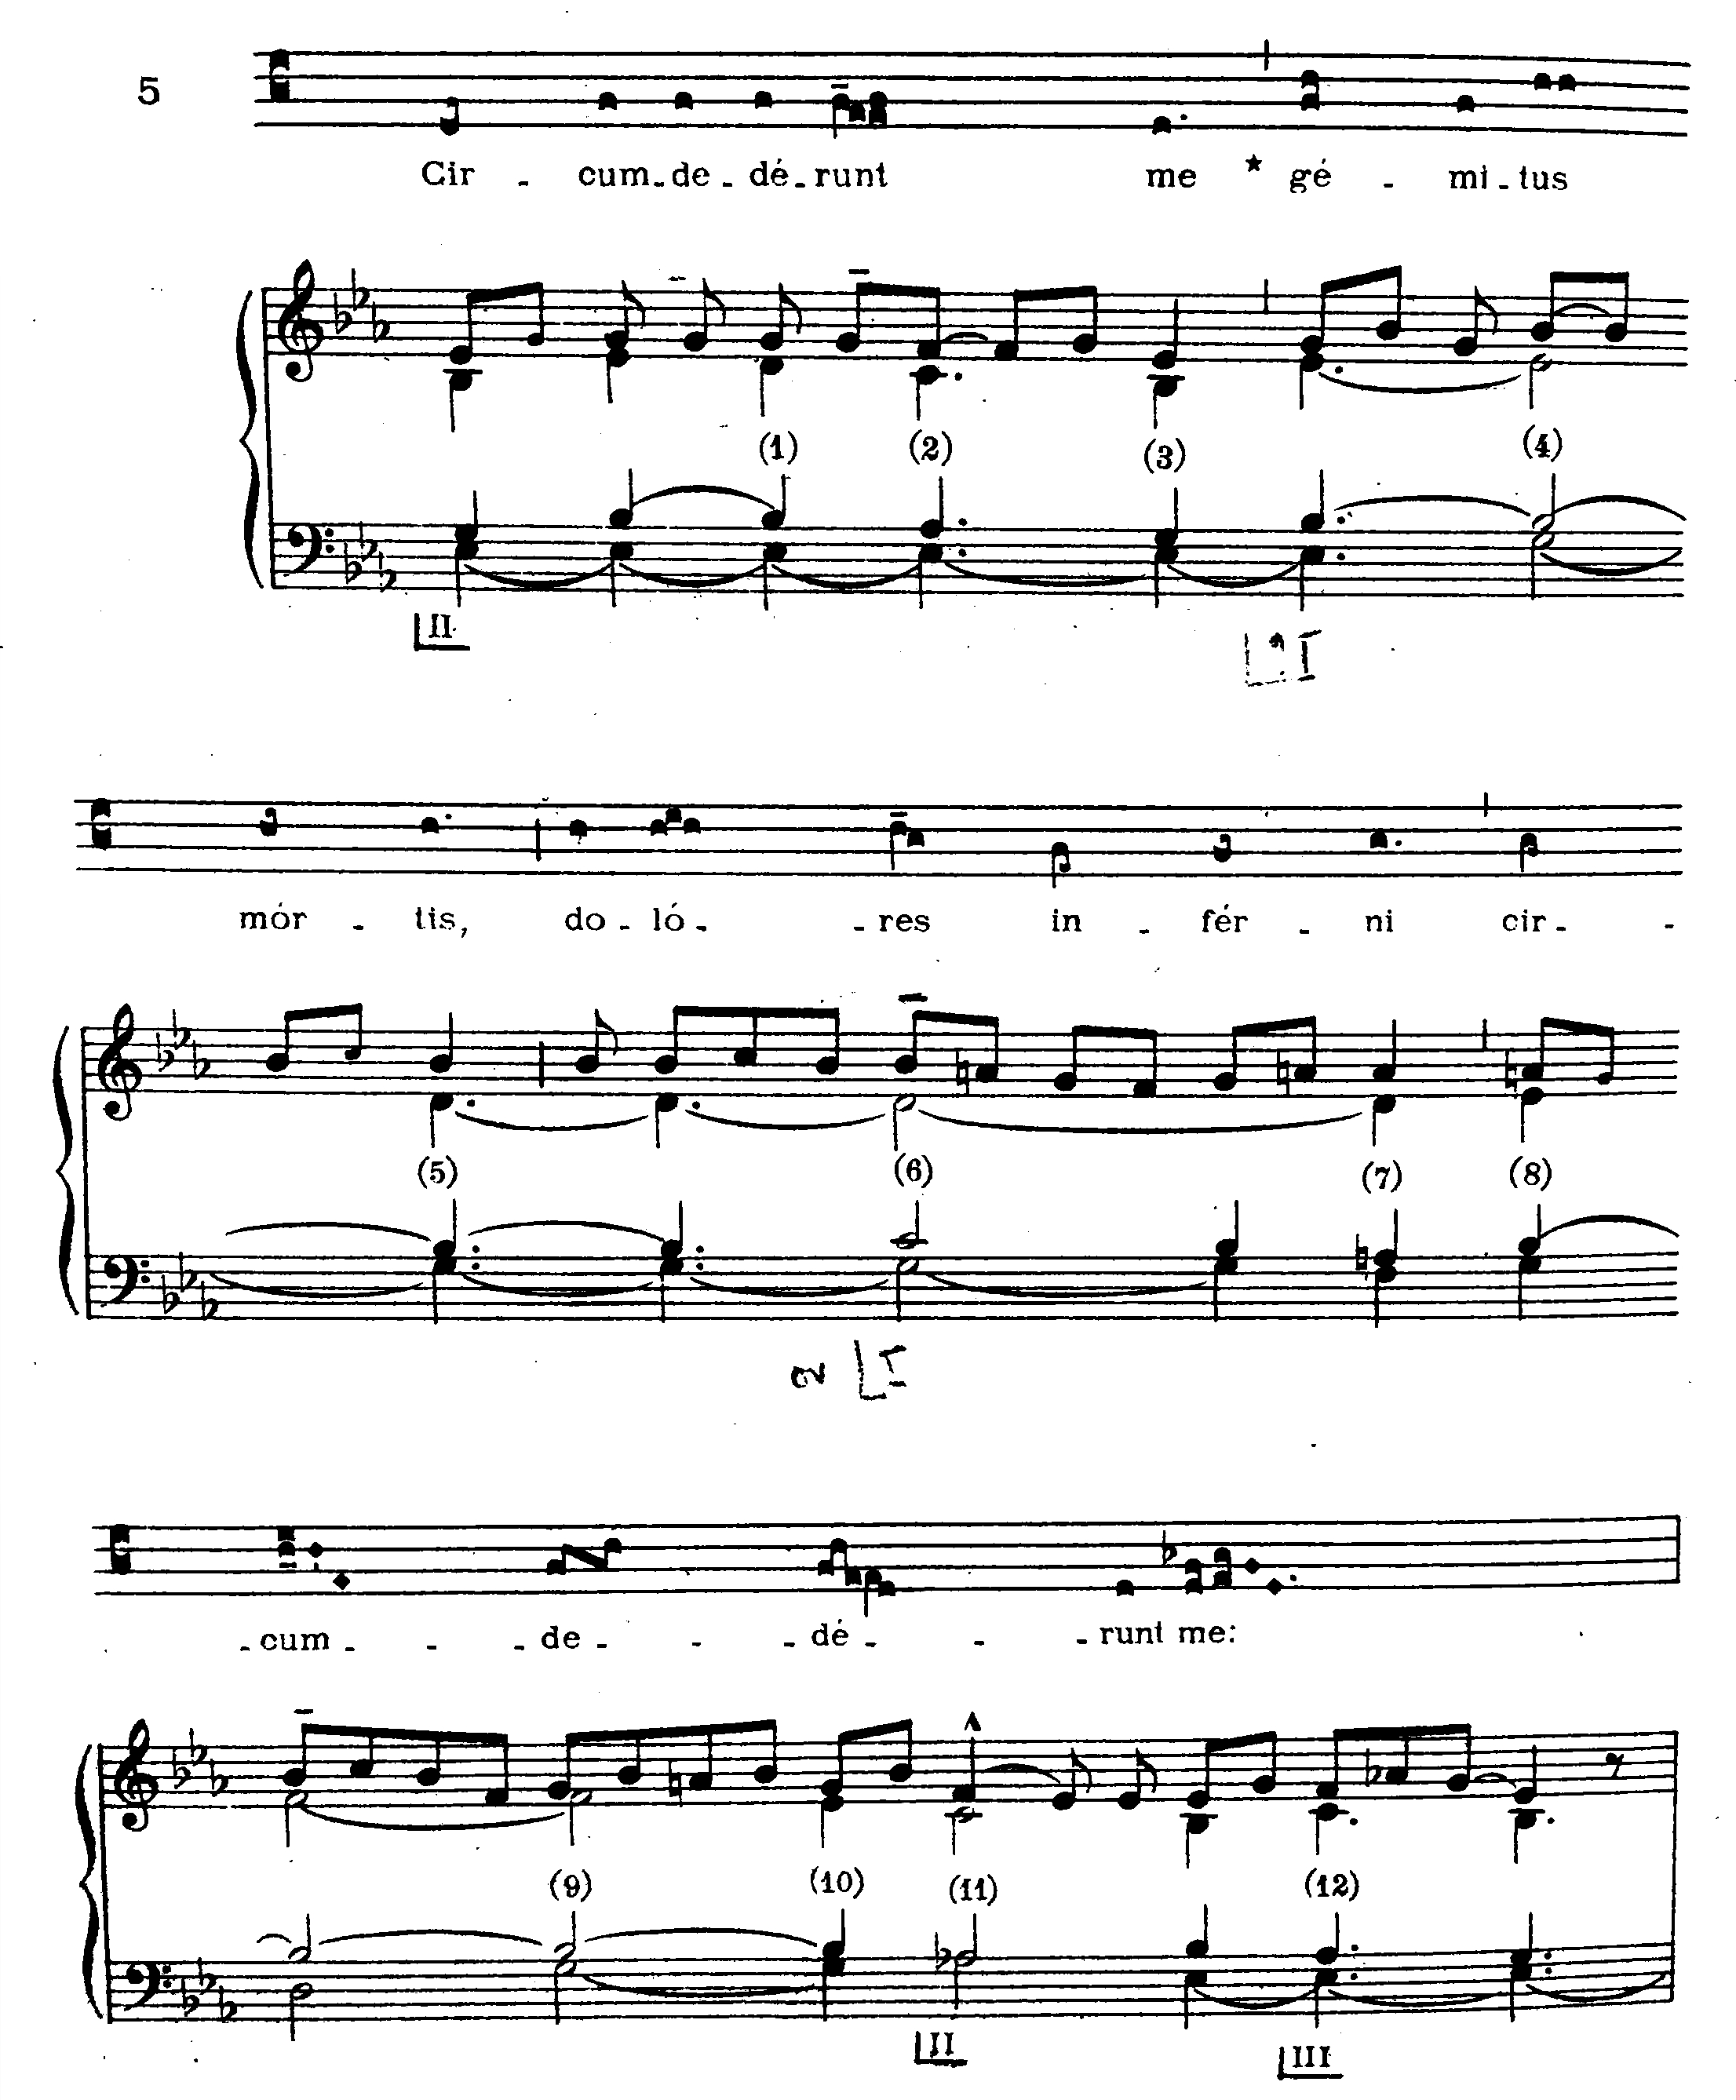 5
Cir - cum-de-dé-runt me * gé - mi-tus
(1) (2) (3) (4)
II
I
mór - tis, do-ló- -res in - fér - ni cir- -
(5) (6) (7) (8)
2 I
-cum- - -de- - -dé- - -runt me:
(9) (10) (11) (12)
II III